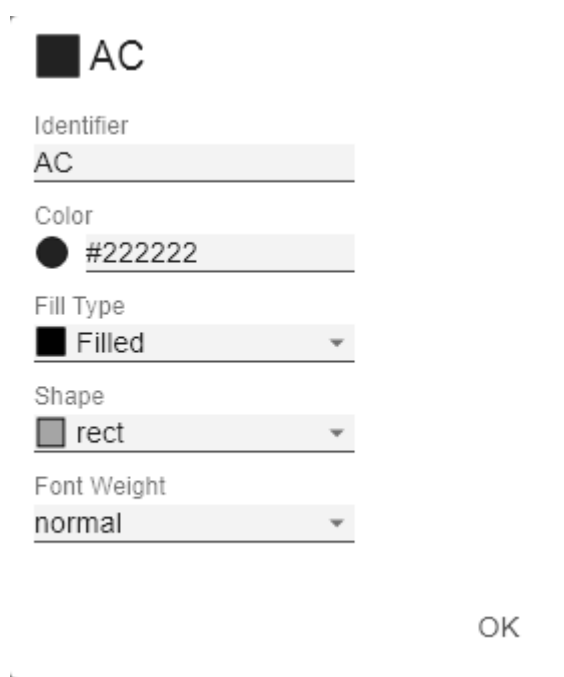 AC
Identifier
AC
Color
#222222
Fill Type
Filled
Shape
rect
Font Weight
normal
OK